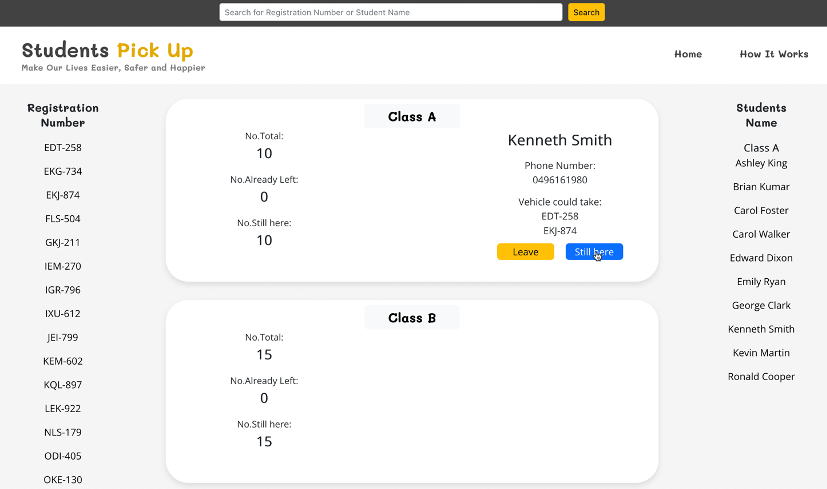 Search for Registration Number or Student Name
Search
Students Pick Up
Make Our Lives Easier, Safer and Happier
Home
How It Works
Registration
Number
EDT-258
EKG-734
EKJ-874
FLS-504
GKJ-211
IEM-270
IGR-796
IXU-612
JEI-799
KEM-602
KQL-897
LEK-922
NLS-179
ODI-405
OKE-130
Class A
No.Total:
10
No.Already Left:
0
No.Still here:
10
Kenneth Smith
Phone Number:
0496161980
Vehicle could take:
EDT-258
EKJ-874
Leave
Still here
Class B
No.Total:
15
No.Already Left:
0
No.Still here:
15
Students
Name
Class A
Ashley King
Brian Kumar
Carol Foster
Carol Walker
Edward Dixon
Emily Ryan
George Clark
Kenneth Smith
Kevin Martin
Ronald Cooper